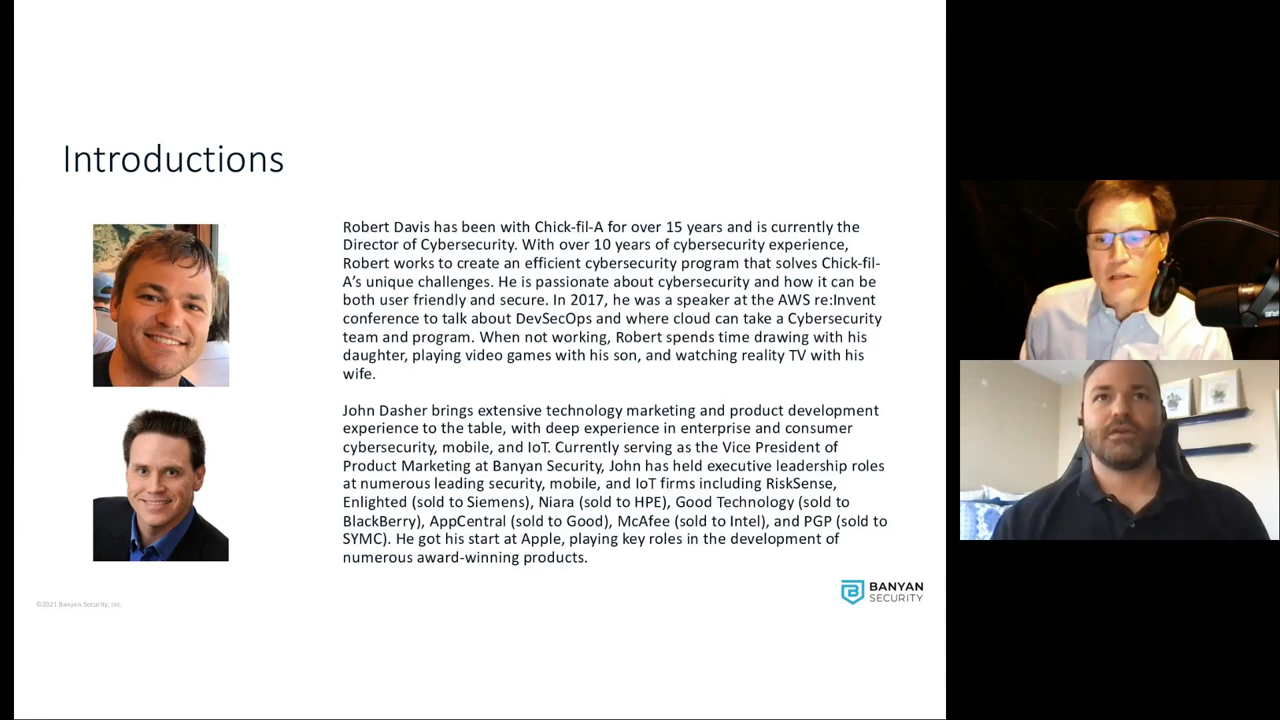 Introductions
Robert Davis has been with Chick-fil-A for over 15 years and is currently the
Director of Cybersecurity. With over 10 years of cybersecurity experience,
Robert works to create an efficient cybersecurity program that solves Chick-fil-
A’s unique challenges. He is passionate about cybersecurity and how it can be
both user friendly and secure. In 2017, he was a speaker at the AWS re:Invent
conference to talk about DevSecOps and where cloud can take a Cybersecurity
team and program. When not working, Robert spends time drawing with his
daughter, playing video games with his son, and watching reality TV with his
wife.
John Dasher brings extensive technology marketing and product development
experience to the table, with deep experience in enterprise and consumer
cybersecurity, mobile, and IoT. Currently serving as the Vice President of
Product Marketing at Banyan Security, John has held executive leadership roles
at numerous leading security, mobile, and IoT firms including RiskSense,
Enlighted (sold to Siemens), Niara (sold to HPE), Good Technology (sold to
BlackBerry), AppCentral (sold to Good), McAfee (sold to Intel), and PGP (sold to
SYMC). He got his start at Apple, playing key roles in the development of
numerous award-winning products.
BANYAN
SECURITY
©2021 Banyan Security, Inc.